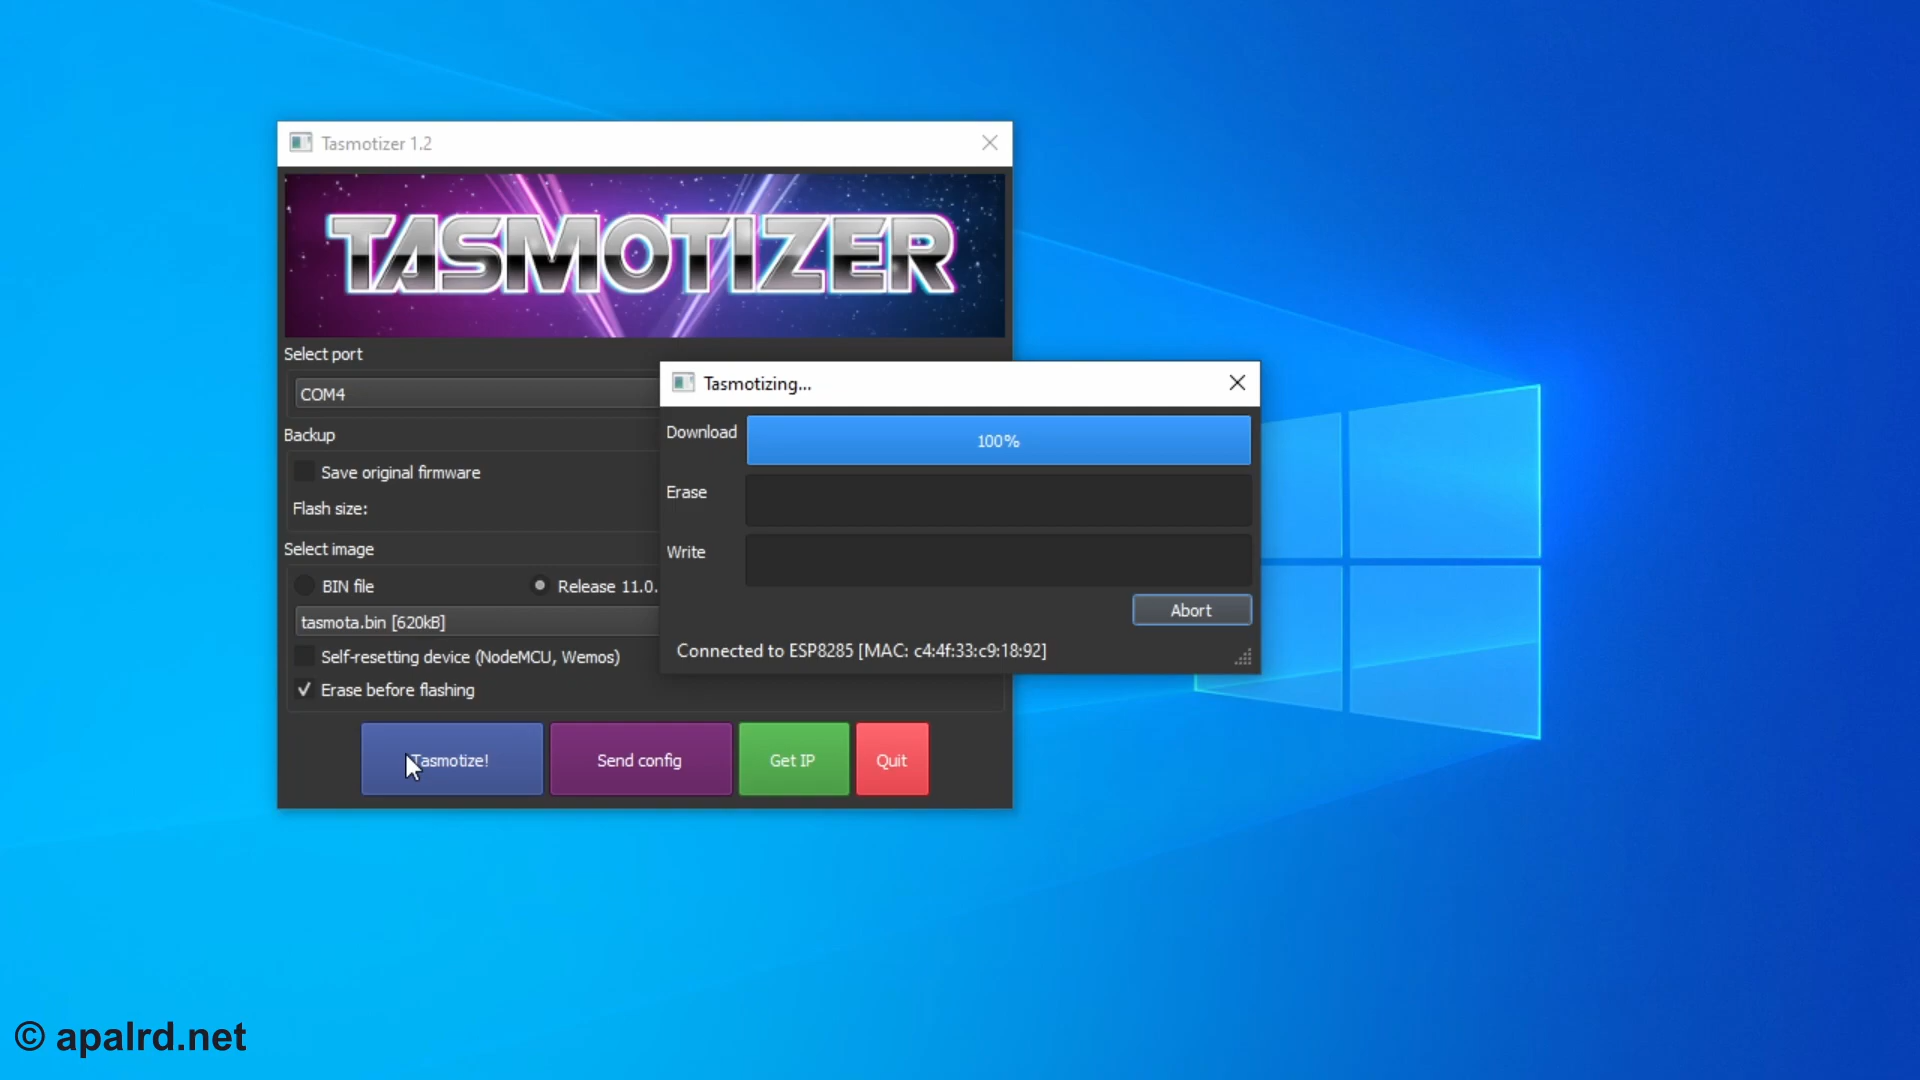 Tasmotizer 1.2
TASMOTIZER
Select port
COM4
Backup
Save original firmware
Flash size:
Select image
BIN file
Release 11.0.
tasmota.bin [620kB]
Self-resetting device (NodeMCU, Wemos)
Erase before flashing
Tasmotize!
Send config
Get IP
Quit
Tasmotizing...
Download
100%
Erase
Write
Abort
Connected to ESP8285 [MAC: c4:4f:33:c9:18:92]
© apalrd.net